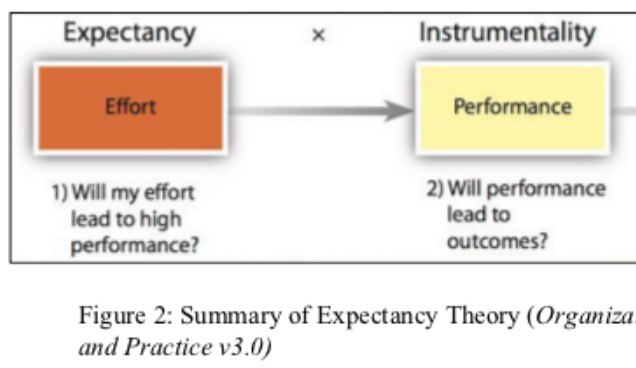 Expectancy × Instrumentality
Effort Performance
1) Will my effort
lead to high
performance?
2) Will performance
lead to
outcomes?
Figure 2: Summary of Expectancy Theory (Organiza
and Practice v3.0)